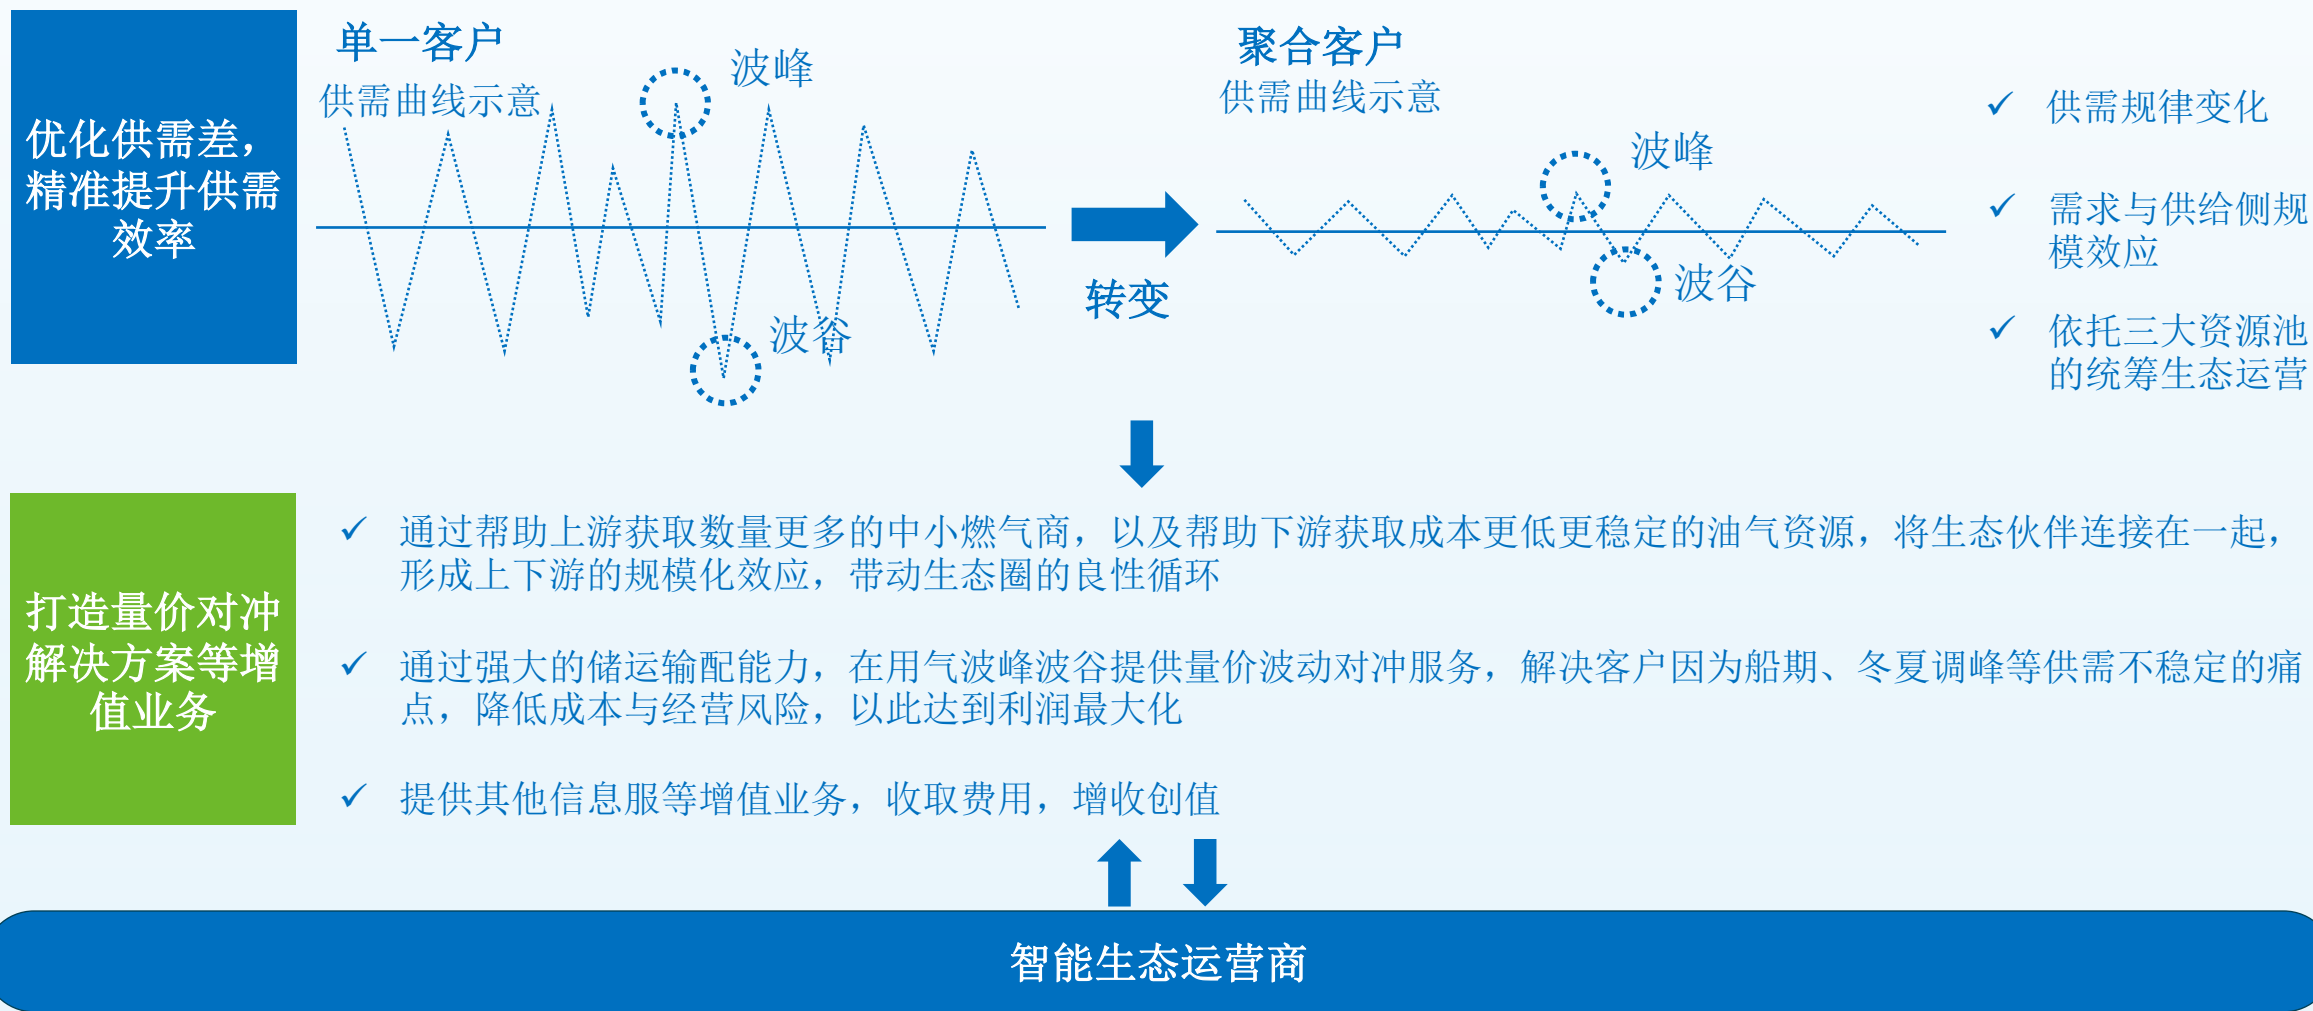 优化供需差，
精准提升供需
效率
单一客户
供需曲线示意
波峰
波谷
转变
聚合客户
供需曲线示意
波峰
波谷
✓ 供需规律变化
✓ 需求与供给侧规
模效应
✓ 依托三大资源池
的统筹生态运营
打造量价对冲
解决方案等增
值业务
✓ 通过帮助上游获取数量更多的中小燃气商，以及帮助下游获取成本更低更稳定的油气资源，将生态伙伴连接在一起，
形成上下游的规模化效应，带动生态圈的良性循环
✓ 通过强大的储运输配能力，在用气波峰波谷提供量价波动对冲服务，解决客户因为船期、冬夏调峰等供需不稳定的痛
点，降低成本与经营风险，以此达到利润最大化
✓ 提供其他信息服等增值业务，收取费用，增收创值
智能生态运营商